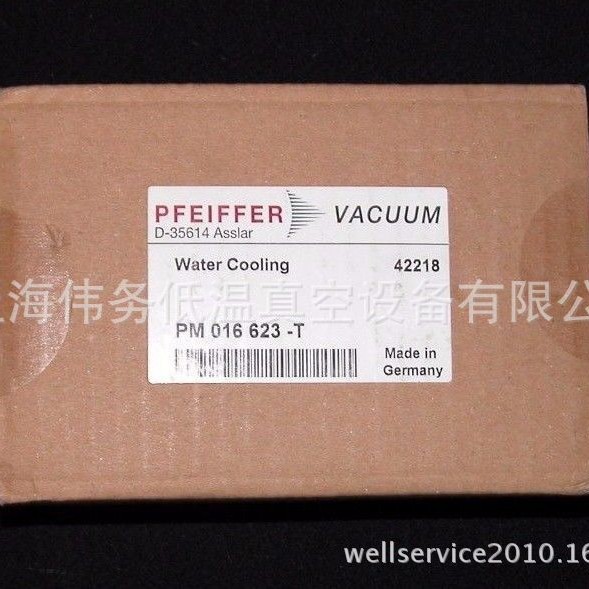 PFEIFFER VACUUM
D-35614 Asslar
Water Cooling 42218
上海伟务低温真空设备有限公
PM 016 623 -T
Made in
Germany
wellservice2010.16